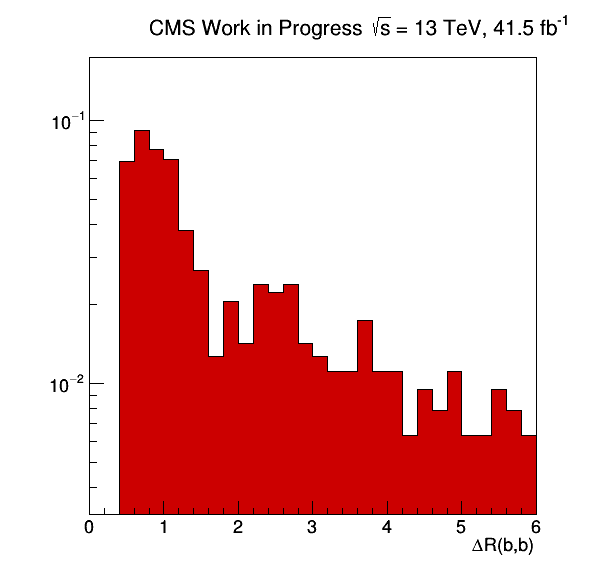 CMS Work in Progress √s = 13 TeV, 41.5 fb⁻¹
10⁻¹
10⁻²
0 1 2 3 4 5 6
ΔR(b,b)